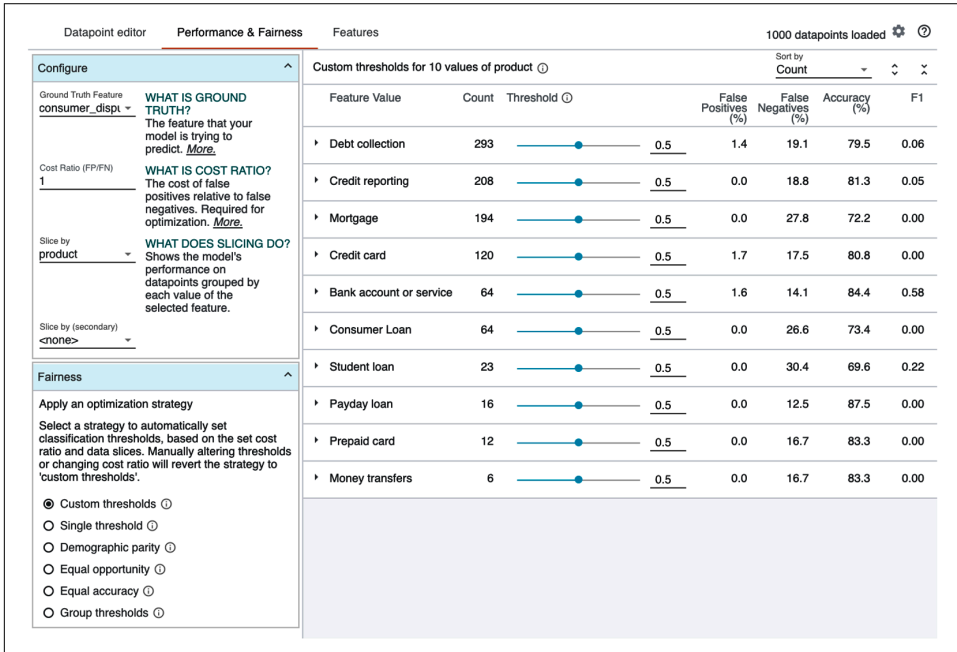 Datapoint editor Performance & Fairness Features 1000 datapoints loaded
Configure
Ground Truth Feature
consumer_dispu
WHAT IS GROUND
TRUTH?
The feature that your
model is trying to
predict. More.
Cost Ratio (FP/FN)
1
WHAT IS COST RATIO?
The cost of false
positives relative to false
negatives. Required for
optimization. More.
Slice by
product
WHAT DOES SLICING DO?
Shows the model's
performance on
datapoints grouped by
each value of the
selected feature.
Slice by (secondary)
<none>
Fairness
Apply an optimization strategy
Select a strategy to automatically set
classification thresholds, based on the set cost
ratio and data slices. Manually altering thresholds
or changing cost ratio will revert the strategy to
'custom thresholds'.
Custom thresholds
Single threshold
Demographic parity
Equal opportunity
Equal accuracy
Group thresholds
Custom thresholds for 10 values of product
Sort by
Count
Feature Value Count Threshold False Positives (%) False Negatives (%) Accuracy (%) F1
Debt collection 293 0.5 1.4 19.1 79.5 0.06
Credit reporting 208 0.5 0.0 18.8 81.3 0.05
Mortgage 194 0.5 0.0 27.8 72.2 0.00
Credit card 120 0.5 1.7 17.5 80.8 0.00
Bank account or service 64 0.5 1.6 14.1 84.4 0.58
Consumer Loan 64 0.5 0.0 26.6 73.4 0.00
Student loan 23 0.5 0.0 30.4 69.6 0.22
Payday loan 16 0.5 0.0 12.5 87.5 0.00
Prepaid card 12 0.5 0.0 16.7 83.3 0.00
Money transfers 6 0.5 0.0 16.7 83.3 0.00